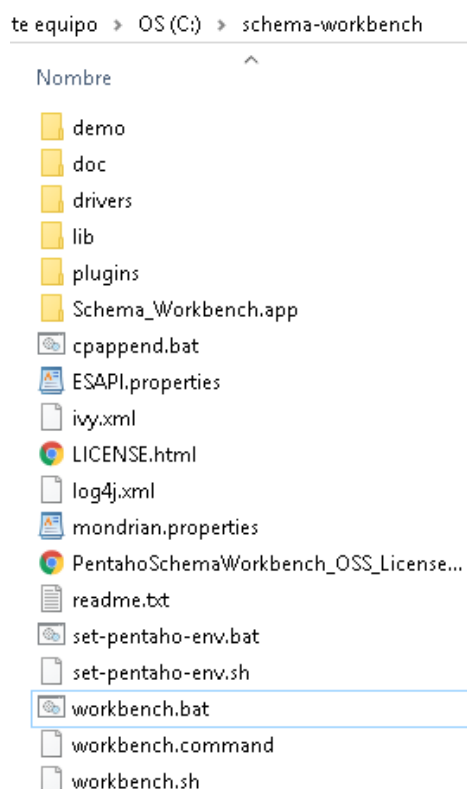 te equipo > OS (C:) > schema-workbench
Nombre
demo
doc
drivers
lib
plugins
Schema_Workbench.app
cpappend.bat
ESAPI.properties
ivy.xml
LICENSE.html
log4j.xml
mondrian.properties
PentahoSchemaWorkbench_OSS_License...
readme.txt
set-pentaho-env.bat
set-pentaho-env.sh
workbench.bat
workbench.command
workbench.sh